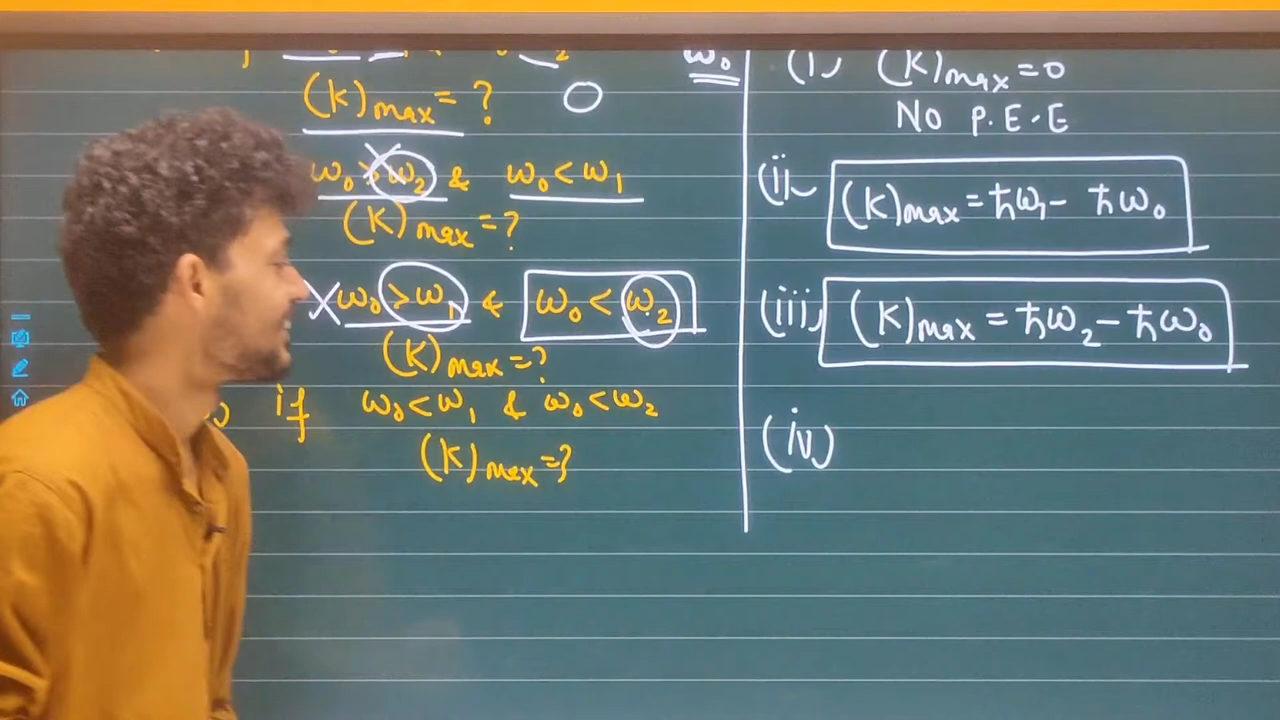 (K)max = ?
ω₀ > ω₂ & ω₀ < ω₁
(K)max = ?
ω₀ > ω₁ & ω₀ < ω₂
(K)max = ?
if ω₀ < ω₁ & ω₀ < ω₂
(K)max = ?
ω₀
(i) (K)max = 0
NO P.E.E
(ii) (K)max = ħω₁ - ħω₀
(iii) (K)max = ħω₂ - ħω₀
(iv)